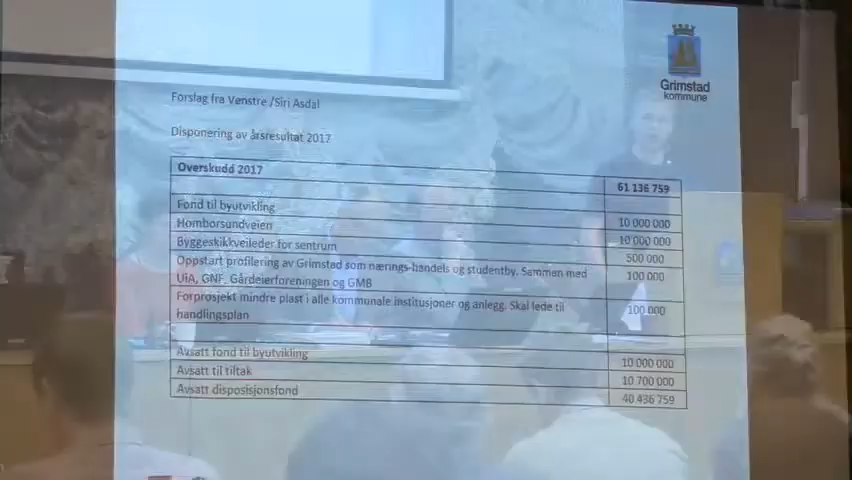 Grimstad
kommune
Forslag fra Venstre /Siri Asdal
Disponering av årsresultat 2017
Overskudd 2017
61 136 759
Fond til byutvikling
10 000 000
Homborsundveien
10 000 000
Byggeskikkveileder for sentrum
500 000
Oppstart profilering av Grimstad som nærings-handels og studentby. Sammen med
UiA, GNF, Gårdeierforeningen og GMB
100 000
Forprosjekt mindre plast i alle kommunale institusjoner og anlegg. Skal lede til
handlingsplan
100 000
Avsatt fond til byutvikling
10 000 000
Avsatt til tiltak
10 700 000
Avsatt disposisjonsfond
40 436 759